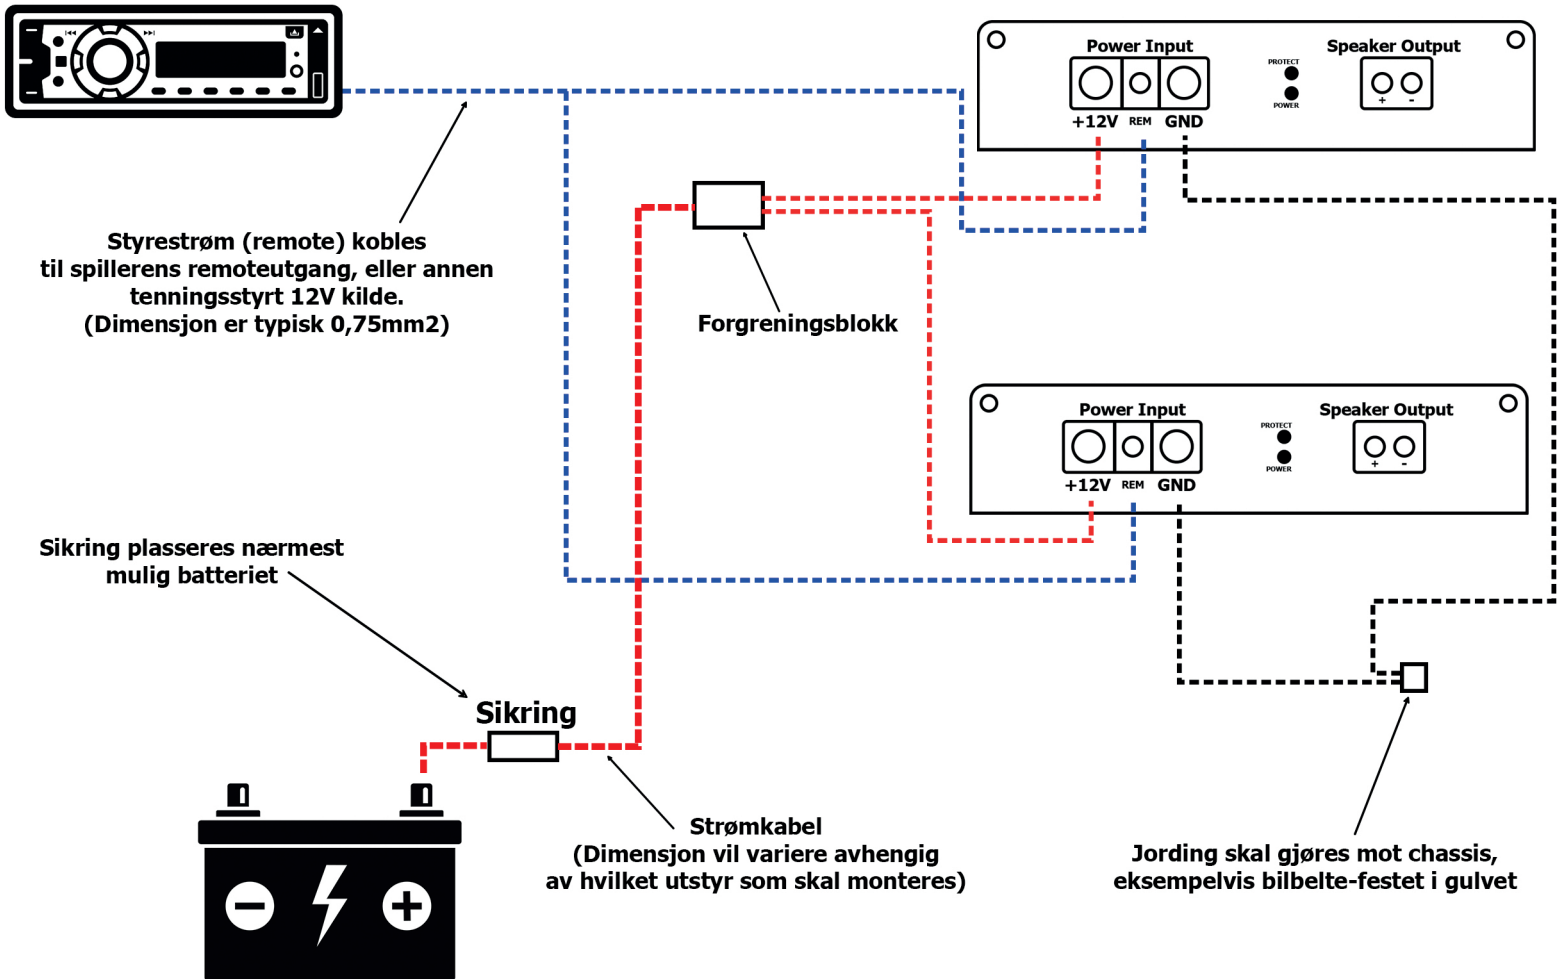 Power Input
Speaker Output
PROTECT
POWER
+12V REM GND
+ -
Styrestrøm (remote) kobles
til spillerens remoteutgang, eller annen
tenningsstyrt 12V kilde.
(Dimensjon er typisk 0,75mm2)
Forgreningsblokk
Power Input
Speaker Output
PROTECT
POWER
+12V REM GND
+ -
Sikring plasseres nærmest
mulig batteriet
Sikring
Strømkabel
(Dimensjon vil variere avhengig
av hvilket utstyr som skal monteres)
Jording skal gjøres mot chassis,
eksempelvis bilbelte-festet i gulvet